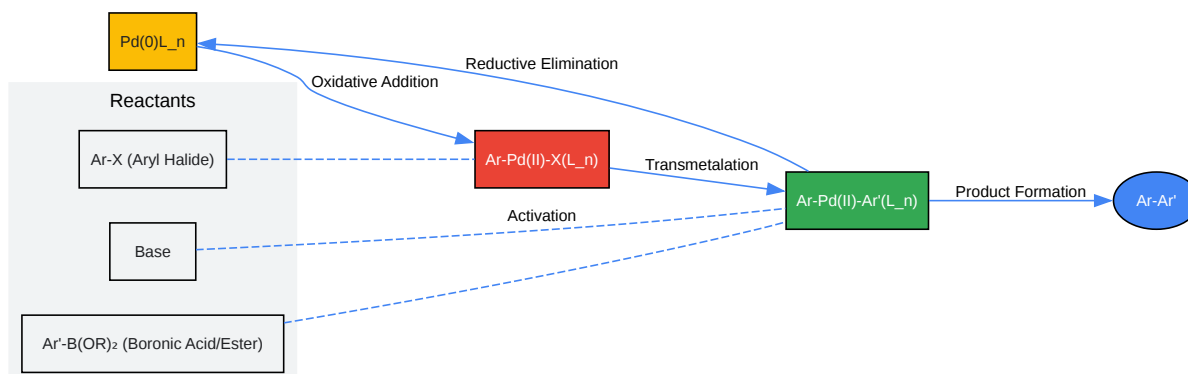 Pd(0)L_n
Reductive Elimination
Oxidative Addition
Reactants
Ar-X (Aryl Halide)
Ar-Pd(II)-X(L_n)
Transmetalation
Ar-Pd(II)-Ar'(L_n)
Product Formation
Ar-Ar'
Activation
Base
Ar'-B(OR)₂ (Boronic Acid/Ester)